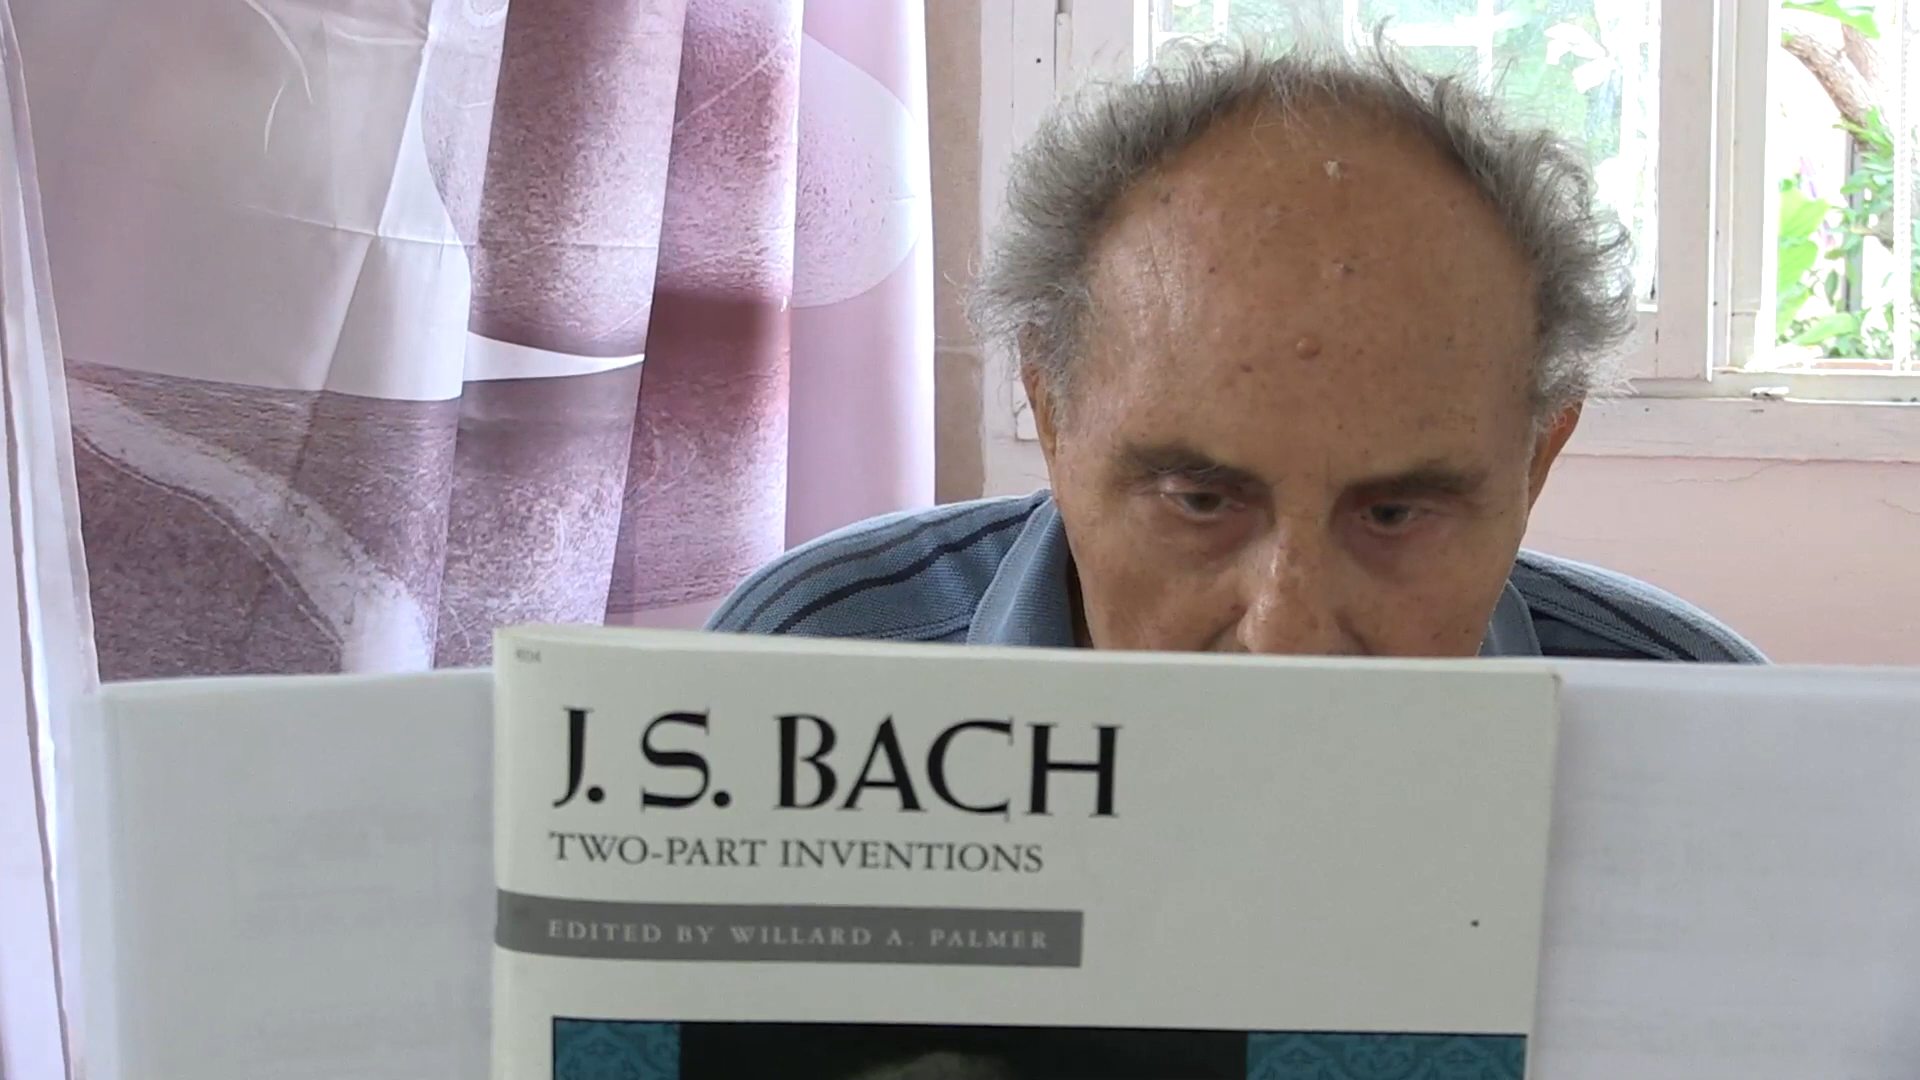 J. S. BACH
TWO-PART INVENTIONS
EDITED BY WILLARD A. PALMER